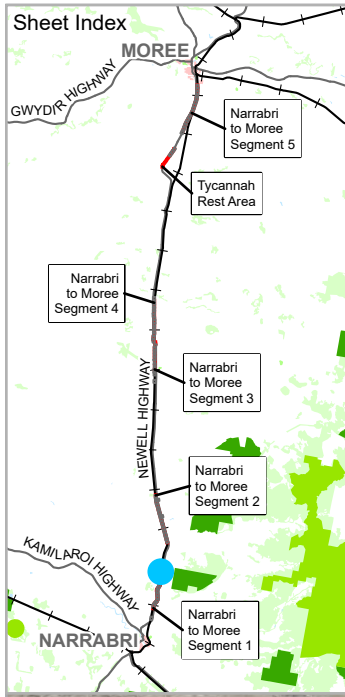 Sheet Index
MOREE
GWYDIR HIGHWAY
Narrabri
to Moree
Segment 5
Tycannah
Rest Area
Narrabri
to Moree
Segment 4
Narrabri
to Moree
Segment 3
NEWELL HIGHWAY
Narrabri
to Moree
Segment 2
KAMILAROI HIGHWAY
Narrabri
to Moree
Segment 1
NARRABRI